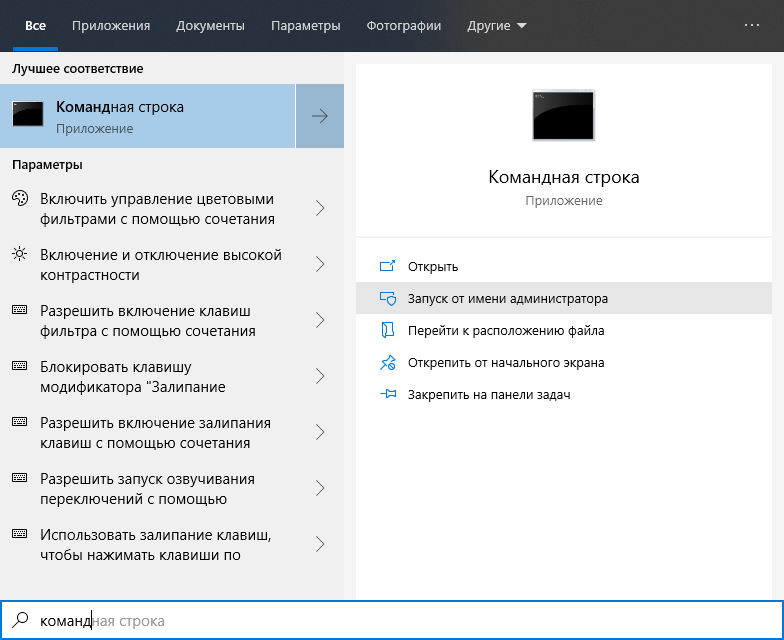 Все Приложения Документы Параметры Фотографии Другие ...
Лучшее соответствие
Командная строка
Приложение
Параметры
Включить управление цветовыми
фильтрами с помощью сочетания
Включение и отключение высокой
контрастности
Разрешить включение клавиш
фильтра с помощью сочетания
Блокировать клавишу
модификатора "Залипание
Разрешить включение залипания
клавиш с помощью сочетания
Разрешить запуск озвучивания
переключений с помощью
Использовать залипание клавиш,
чтобы нажимать клавиши по
Командная строка
Приложение
Открыть
Запуск от имени администратора
Перейти к расположению файла
Открепить от начального экрана
Закрепить на панели задач
командная строка